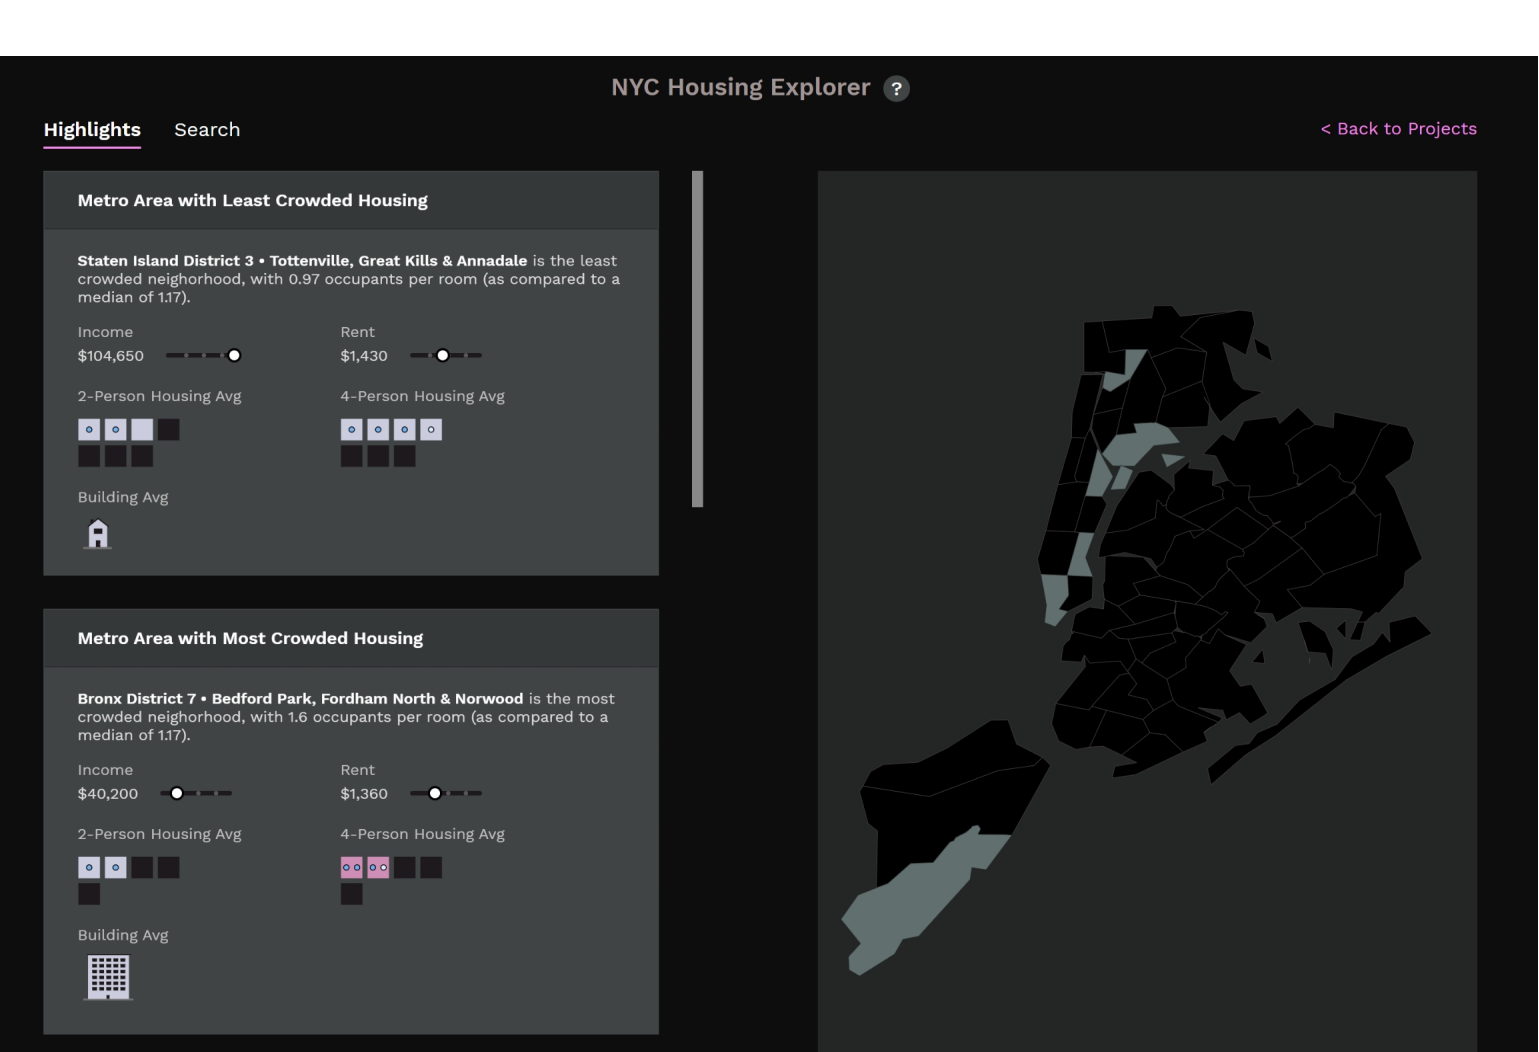 NYC Housing Explorer ?
Highlights
Search
< Back to Projects
Metro Area with Least Crowded Housing
Staten Island District 3 • Tottenville, Great Kills & Annadale is the least
crowded neighorhood, with 0.97 occupants per room (as compared to a
median of 1.17).
Income
Rent
$104,650
$1,430
2-Person Housing Avg
4-Person Housing Avg
Building Avg
Metro Area with Most Crowded Housing
Bronx District 7 • Bedford Park, Fordham North & Norwood is the most
crowded neighorhood, with 1.6 occupants per room (as compared to a
median of 1.17).
Income
Rent
$40,200
$1,360
2-Person Housing Avg
4-Person Housing Avg
Building Avg